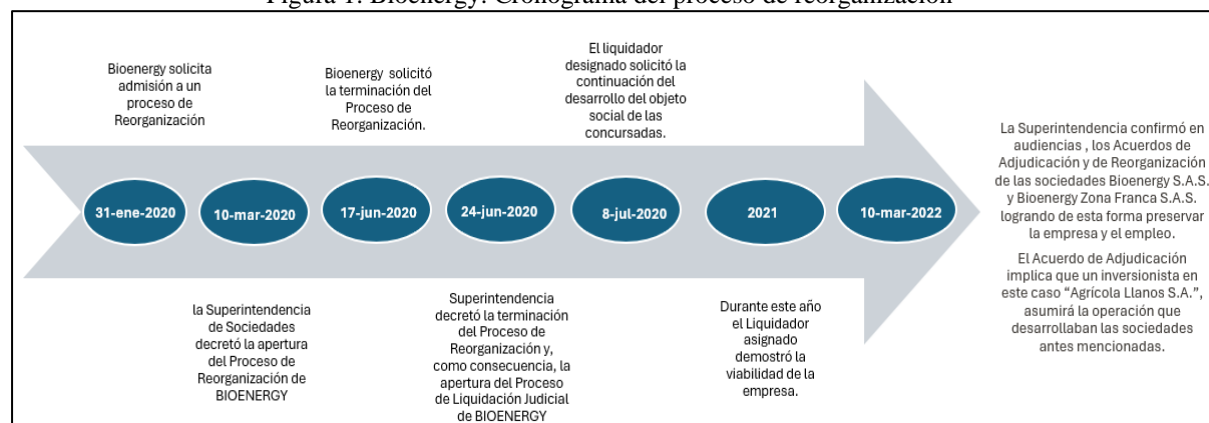 Figura 1. Bioenergy: Cronograma del proceso de reorganización
Bioenergy solicita
admisión a un
proceso de
Reorganización
Bioenergy solicitó
la terminación del
Proceso de
Reorganización.
El liquidador
designado solicitó la
continuación del
desarrollo del objeto
social de las
concursadas.
31-ene-2020
10-mar-2020
17-jun-2020
24-jun-2020
8-jul-2020
2021
10-mar-2022
la Superintendencia
de Sociedades
decretó la apertura
del Proceso de
Reorganización de
BIOENERGY
Superintendencia
decretó la terminación
del Proceso de
Reorganización y,
como consecuencia, la
apertura del Proceso
de Liquidación Judicial
de BIOENERGY
Durante este año
el Liquidador
asignado
demostró la
viabilidad de la
empresa.
La Superintendencia confirmó en
audiencias , los Acuerdos de
Adjudicación y de Reorganización
de las sociedades Bioenergy S.A.S.
y Bioenergy Zona Franca S.A.S.
logrando de esta forma preservar
la empresa y el empleo.
El Acuerdo de Adjudicación
implica que un inversionista en
este caso “Agrícola Llanos S.A.”,
asumirá la operación que
desarrollaban las sociedades
antes mencionadas.